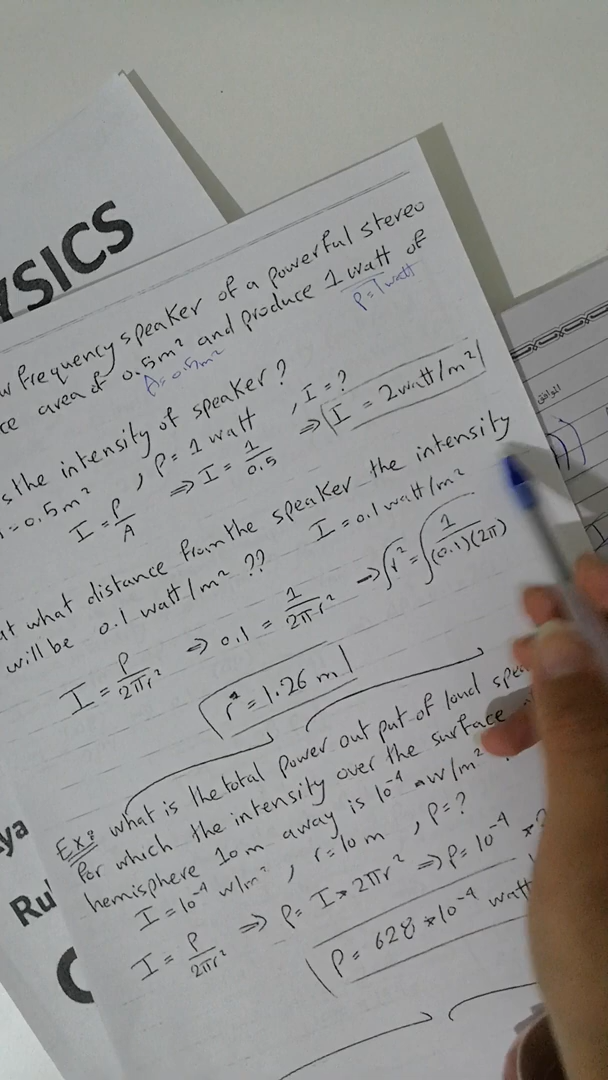 YSICS
w frequency speaker of a powerful stereo
ce area of 0.5m² and produce 1 watt of
A=0.5m² P=1watt
s the intensity of speaker?
=0.5m² , P=1 watt , I=?
I=P/A ⇒ I=1/0.5 ⇒ I=2watt/m²
at what distance from the speaker the intensity
will be 0.1 watt/m² ?? I=0.1 watt/m²
I=P/2πr² ⇒ 0.1=1/2πr² → √r²=√1/(0.1)(2π)
r=1.26 m
Ex: what is the total power out put of loud spe
for which the intensity over the surface
hemisphere 10m away is 10⁻⁴ w/m²
I=10⁻⁴ w/m² , r=10 m , P=?
I=P/2πr² ⇒ P=I*2πr² ⇒ P=10⁻⁴ *
P=628*10⁻⁴ watt
ya
Ru
C